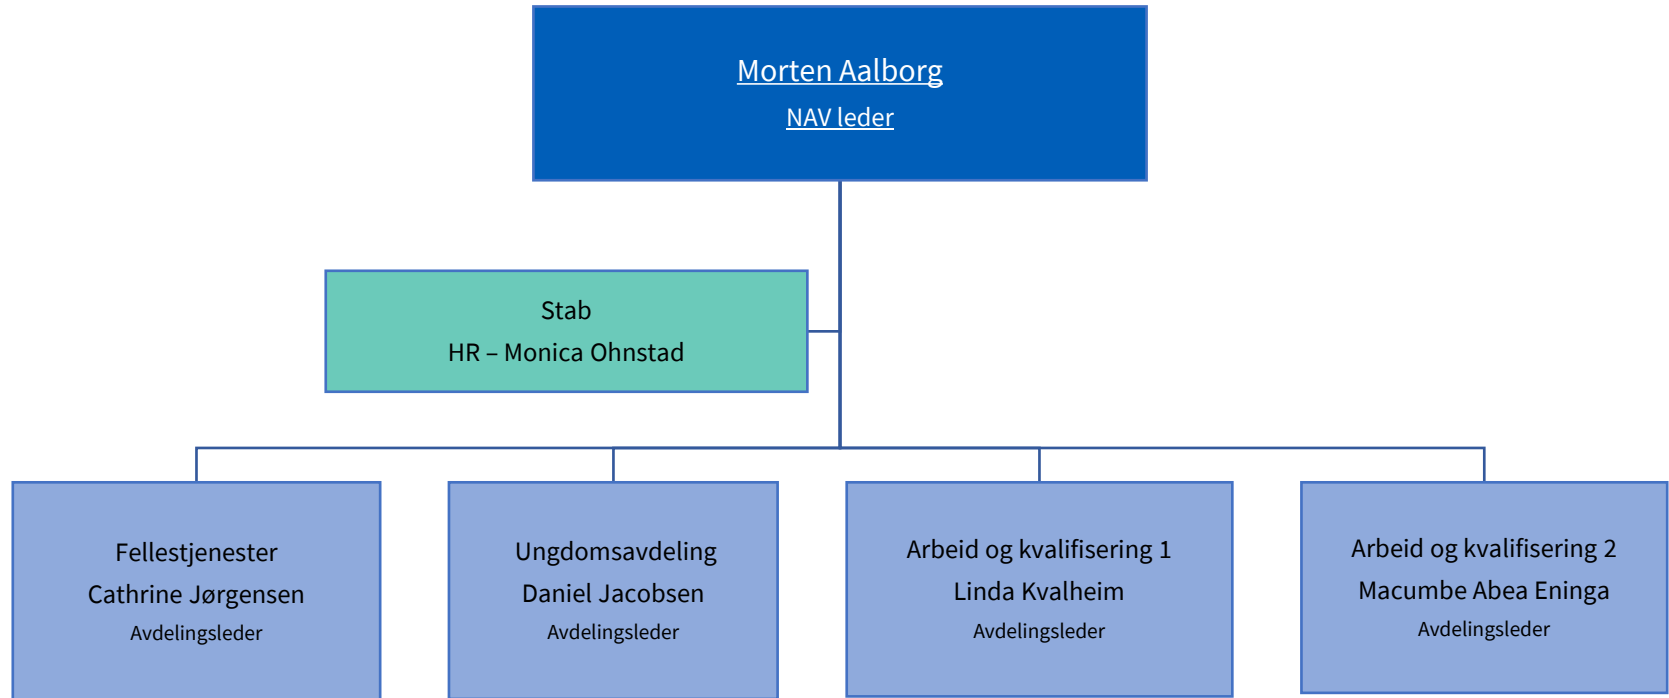 Morten Aalborg
NAV leder
Stab
HR – Monica Ohnstad
Fellestjenester
Cathrine Jørgensen
Avdelingsleder
Ungdomsavdeling
Daniel Jacobsen
Avdelingsleder
Arbeid og kvalifisering 1
Linda Kvalheim
Avdelingsleder
Arbeid og kvalifisering 2
Macumbe Abea Eninga
Avdelingsleder